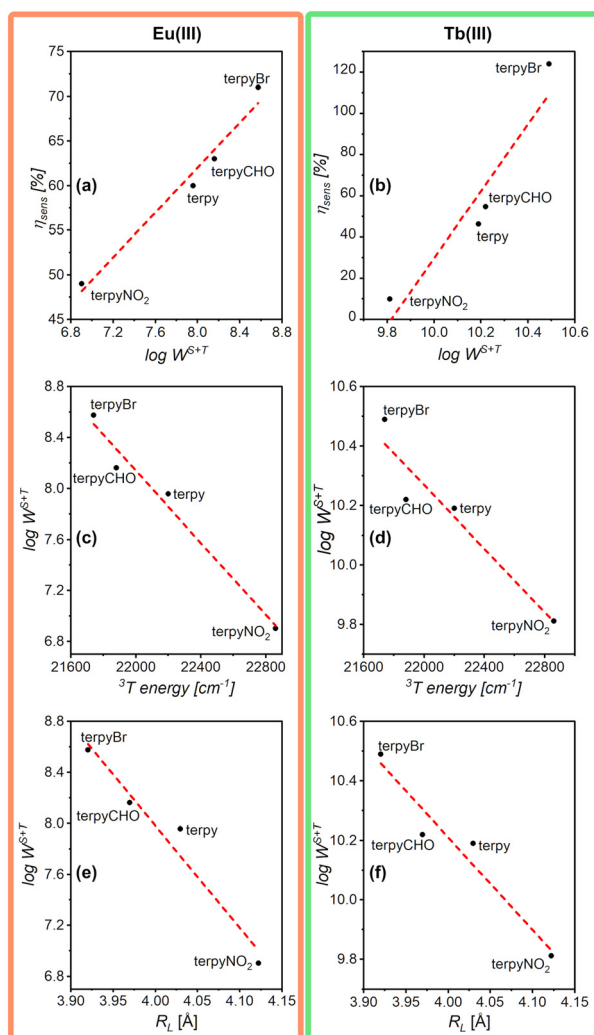 Eu(III)
Tb(III)
75
70
65
60
55
50
45
η_sens [%]
(a)
terpyBr
terpyCHO
terpy
terpyNO₂
6.8 7.2 7.6 8.0 8.4 8.8
log W^{S+T}
120
100
80
60
40
20
0
η_sens [%]
(b)
terpyBr
terpyCHO
terpy
terpyNO₂
9.8 10.0 10.2 10.4 10.6
log W^{S+T}
8.8
8.4
8.0
7.6
7.2
6.8
log W^{S+T}
(c)
terpyBr
terpyCHO
terpy
terpyNO₂
21600 22000 22400 22800
³T energy [cm⁻¹]
10.6
10.4
10.2
10.0
9.8
log W^{S+T}
(d)
terpyBr
terpyCHO
terpy
terpyNO₂
21600 22000 22400 22800
³T energy [cm⁻¹]
8.8
8.4
8.0
7.6
7.2
6.8
log W^{S+T}
(e)
terpyBr
terpyCHO
terpy
terpyNO₂
3.90 3.95 4.00 4.05 4.10 4.15
R_L [Å]
10.6
10.4
10.2
10.0
9.8
log W^{S+T}
(f)
terpyBr
terpyCHO
terpy
terpyNO₂
3.90 3.95 4.00 4.05 4.10 4.15
R_L [Å]